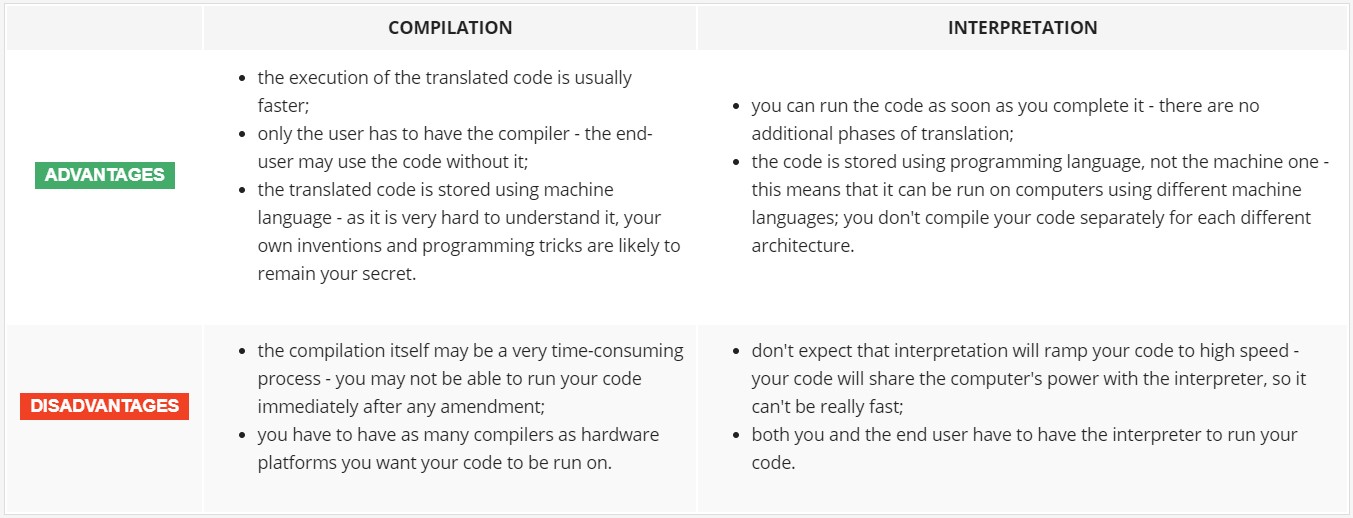 COMPILATION
INTERPRETATION
ADVANTAGES
• the execution of the translated code is usually
faster;
• only the user has to have the compiler - the end-
user may use the code without it;
• the translated code is stored using machine
language - as it is very hard to understand it, your
own inventions and programming tricks are likely to
remain your secret.
• you can run the code as soon as you complete it - there are no
additional phases of translation;
• the code is stored using programming language, not the machine one -
this means that it can be run on computers using different machine
languages; you don't compile your code separately for each different
architecture.
DISADVANTAGES
• the compilation itself may be a very time-consuming
process - you may not be able to run your code
immediately after any amendment;
• you have to have as many compilers as hardware
platforms you want your code to be run on.
• don't expect that interpretation will ramp your code to high speed -
your code will share the computer's power with the interpreter, so it
can't be really fast;
• both you and the end user have to have the interpreter to run your
code.